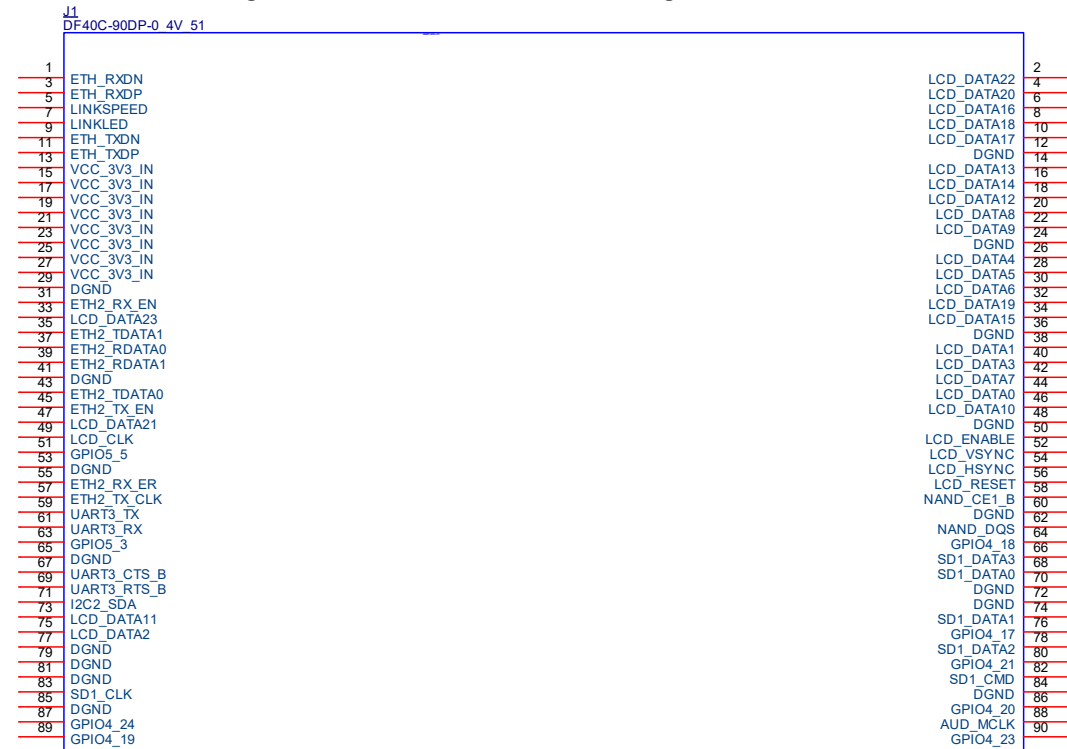 J1
DF40C-90DP-0_4V_51
1 2
3 ETH_RXDN LCD_DATA22 4
5 ETH_RXDP LCD_DATA20 6
7 LINKSPEED LCD_DATA16 8
9 LINKLED LCD_DATA18 10
11 ETH_TXDN LCD_DATA17 12
13 ETH_TXDP DGND 14
15 VCC_3V3_IN LCD_DATA13 16
17 VCC_3V3_IN LCD_DATA14 18
19 VCC_3V3_IN LCD_DATA12 20
21 VCC_3V3_IN LCD_DATA8 22
23 VCC_3V3_IN LCD_DATA9 24
25 VCC_3V3_IN DGND 26
27 VCC_3V3_IN LCD_DATA4 28
29 VCC_3V3_IN LCD_DATA5 30
31 DGND LCD_DATA6 32
33 ETH2_RX_EN LCD_DATA19 34
35 LCD_DATA23 LCD_DATA15 36
37 ETH2_TDATA1 DGND 38
39 ETH2_RDATA0 LCD_DATA1 40
41 ETH2_RDATA1 LCD_DATA3 42
43 DGND LCD_DATA7 44
45 ETH2_TDATA0 LCD_DATA0 46
47 ETH2_TX_EN LCD_DATA10 48
49 LCD_DATA21 DGND 50
51 LCD_CLK LCD_ENABLE 52
53 GPIO5_5 LCD_VSYNC 54
55 DGND LCD_HSYNC 56
57 ETH2_RX_ER LCD_RESET 58
59 ETH2_TX_CLK NAND_CE1_B 60
61 UART3_TX DGND 62
63 UART3_RX NAND_DQS 64
65 GPIO5_3 GPIO4_18 66
67 DGND SD1_DATA3 68
69 UART3_CTS_B SD1_DATA0 70
71 UART3_RTS_B DGND 72
73 I2C2_SDA DGND 74
75 LCD_DATA11 SD1_DATA1 76
77 LCD_DATA2 GPIO4_17 78
79 DGND SD1_DATA2 80
81 DGND GPIO4_21 82
83 DGND SD1_CMD 84
85 SD1_CLK DGND 86
87 DGND GPIO4_20 88
89 GPIO4_24 AUD_MCLK 90
GPIO4_19 GPIO4_23